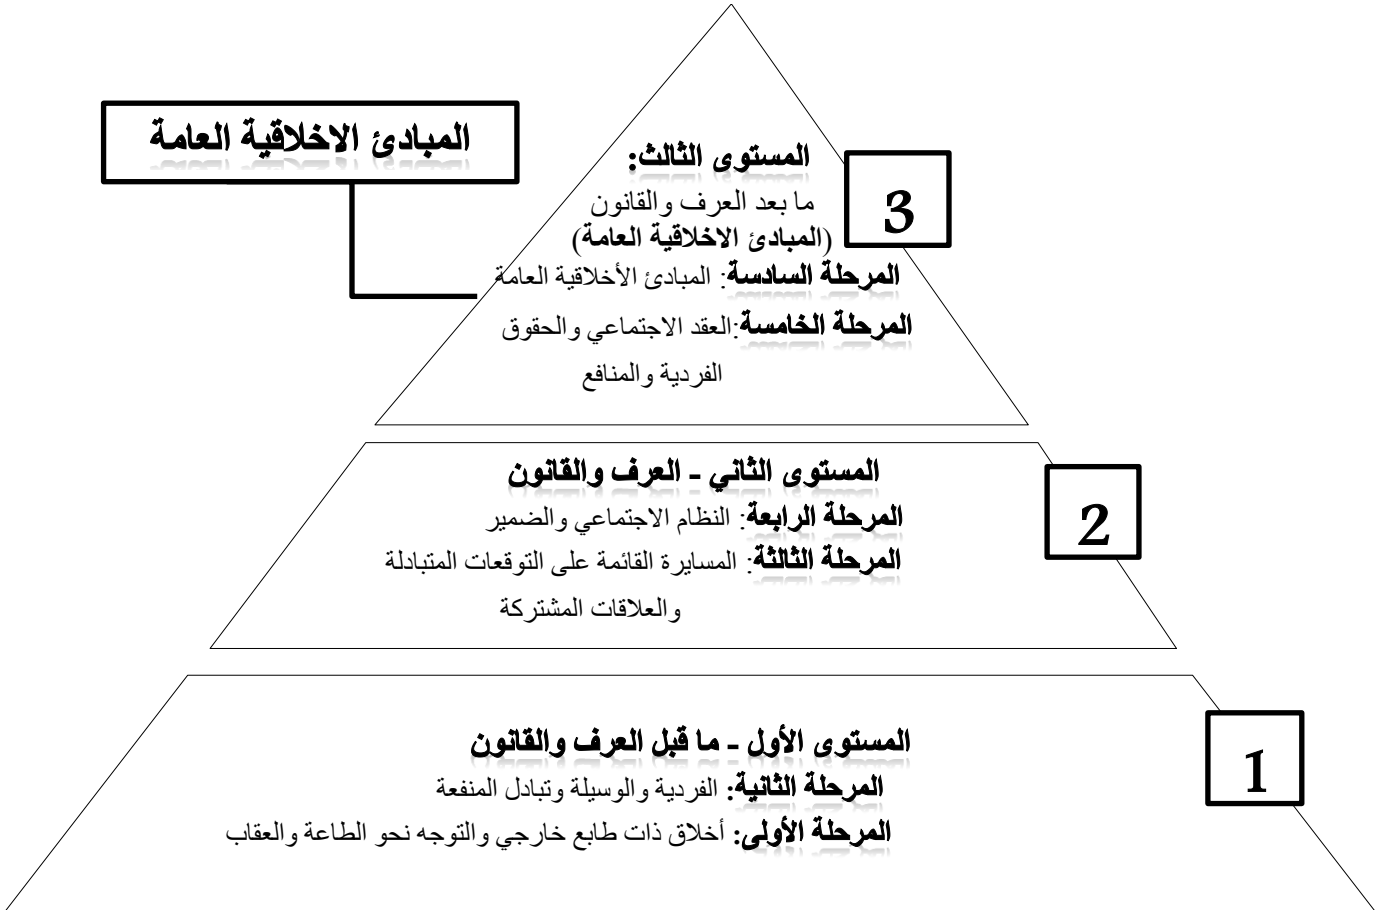 المبادئ الاخلاقية العامة
المستوى الثالث:
ما بعد العرف والقانون
(المبادئ الاخلاقية العامة)
المرحلة السادسة: المبادئ الأخلاقية العامة
المرحلة الخامسة:العقد الاجتماعي والحقوق
الفردية والمنافع
3
المستوى الثاني - العرف والقانون
المرحلة الرابعة: النظام الاجتماعي والضمير
المرحلة الثالثة: المسايرة القائمة على التوقعات المتبادلة
والعلاقات المشتركة
2
المستوى الأول - ما قبل العرف والقانون
المرحلة الثانية: الفردية والوسيلة وتبادل المنفعة
المرحلة الأولى: أخلاق ذات طابع خارجي والتوجه نحو الطاعة والعقاب
1